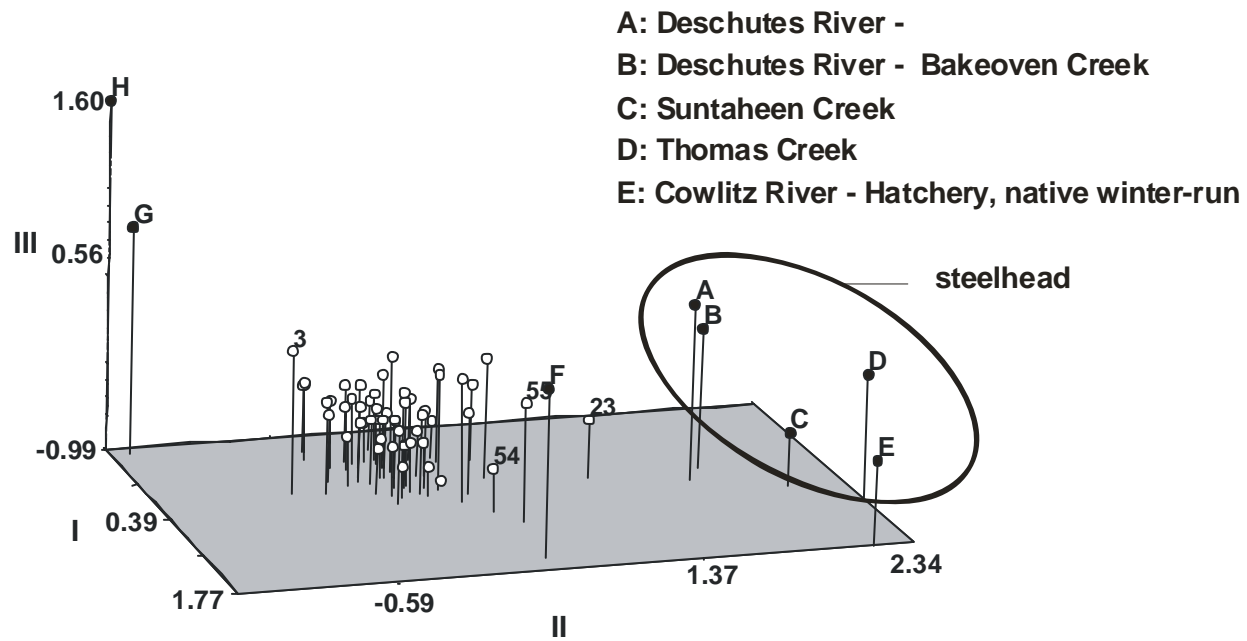 A: Deschutes River -
B: Deschutes River - Bakeoven Creek
C: Suntaheen Creek
D: Thomas Creek
E: Cowlitz River - Hatchery, native winter-run
1.60 H
G
III 0.56
steelhead
A
B
3
D
55 F
23
C
E
54
-0.99
I 0.39
1.77
-0.59
1.37
2.34
II